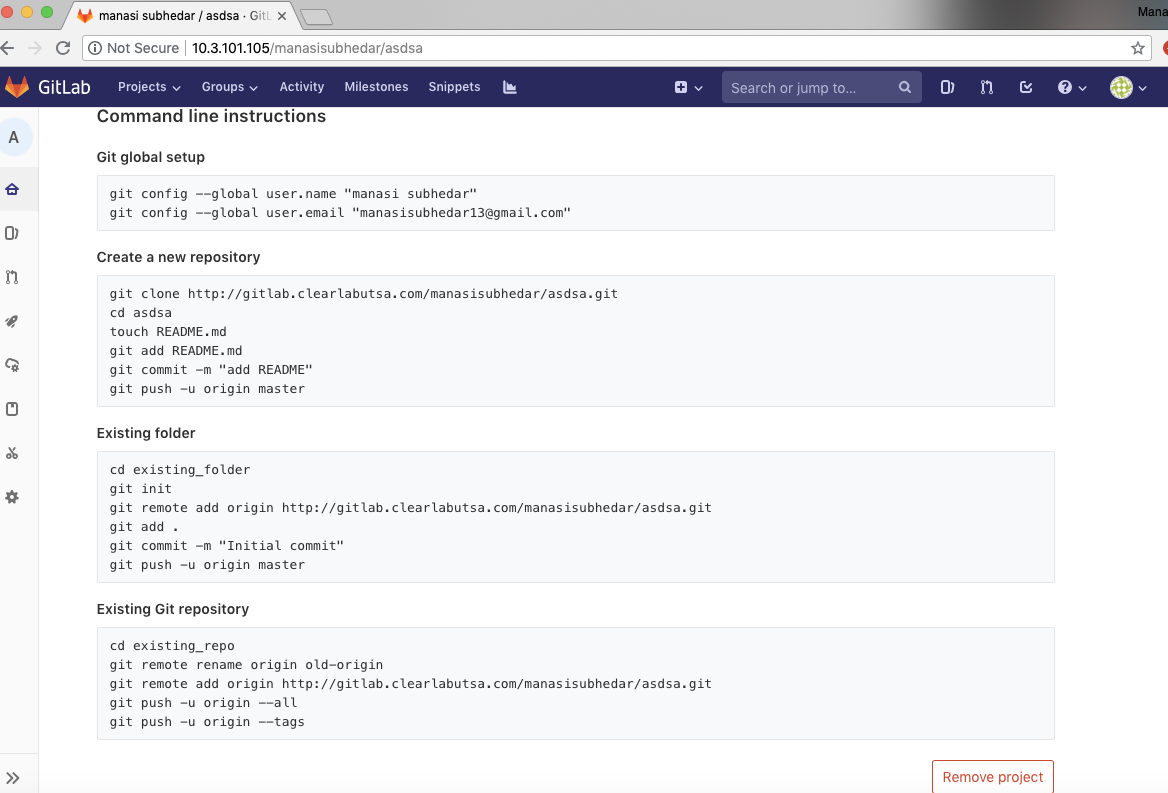 manasi subhedar / asdsa · GitL
Mana
Not Secure
10.3.101.105/manasisubhedar/asdsa
GitLab
Projects
Groups
Activity
Milestones
Snippets
Search or jump to...
A
Command line instructions
Git global setup
git config --global user.name "manasi subhedar"
git config --global user.email "manasisubhedar13@gmail.com"
Create a new repository
git clone http://gitlab.clearlabutsa.com/manasisubhedar/asdsa.git
cd asdsa
touch README.md
git add README.md
git commit -m "add README"
git push -u origin master
Existing folder
cd existing_folder
git init
git remote add origin http://gitlab.clearlabutsa.com/manasisubhedar/asdsa.git
git add .
git commit -m "Initial commit"
git push -u origin master
Existing Git repository
cd existing_repo
git remote rename origin old-origin
git remote add origin http://gitlab.clearlabutsa.com/manasisubhedar/asdsa.git
git push -u origin --all
git push -u origin --tags
Remove project